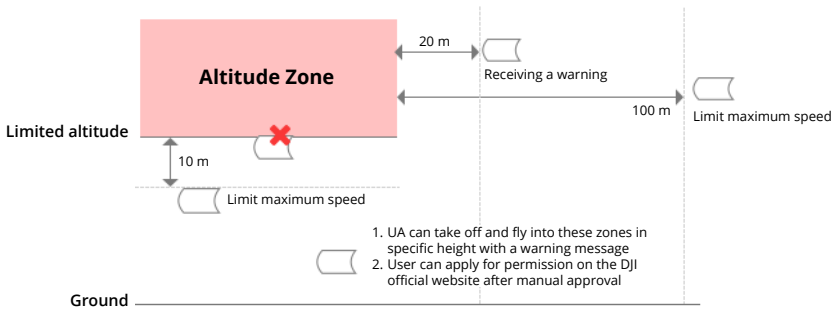 20 m
Receiving a warning
Altitude Zone
100 m
Limit maximum speed
Limited altitude
10 m
Limit maximum speed
1. UA can take off and fly into these zones in
specific height with a warning message
2. User can apply for permission on the DJI
official website after manual approval
Ground